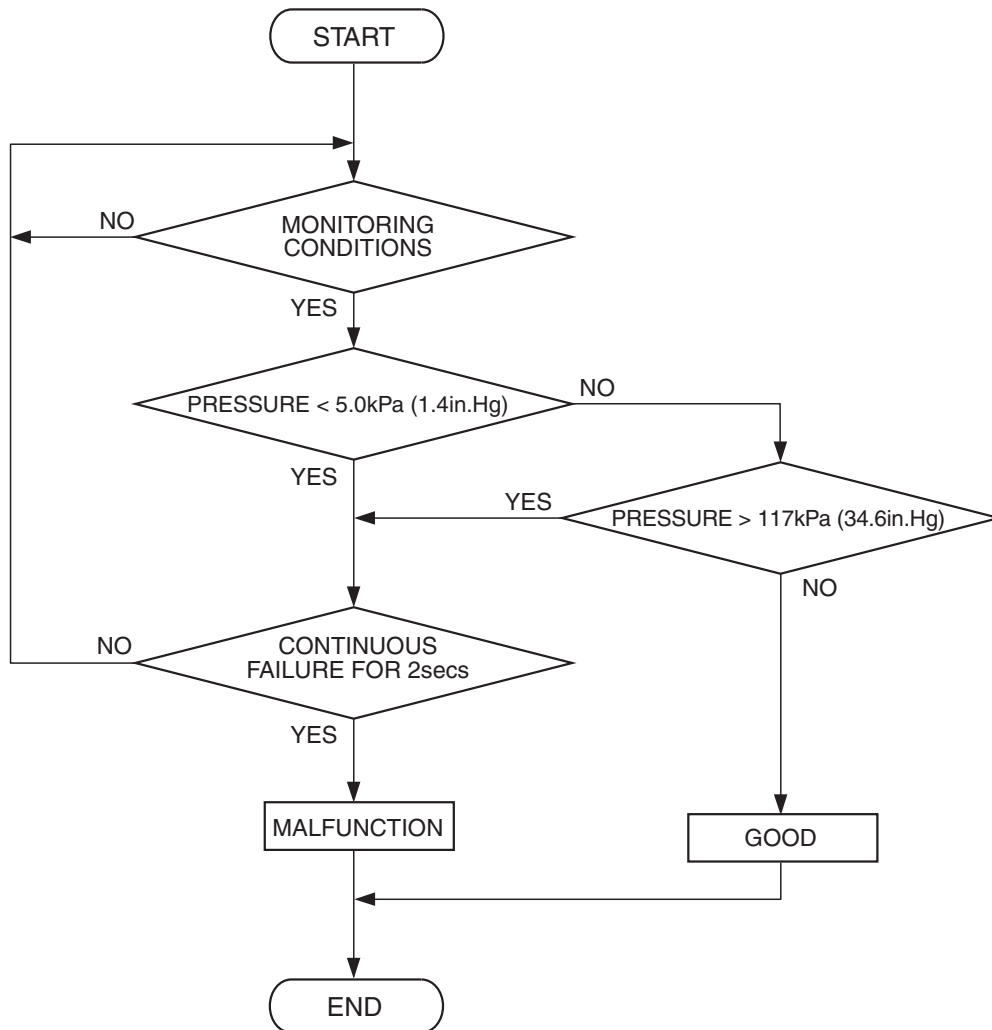 START
NO
MONITORING
CONDITIONS
YES
PRESSURE < 5.0kPa (1.4in.Hg)
NO
YES
YES
PRESSURE > 117kPa (34.6in.Hg)
NO
NO
CONTINUOUS
FAILURE FOR 2secs
YES
MALFUNCTION
GOOD
END